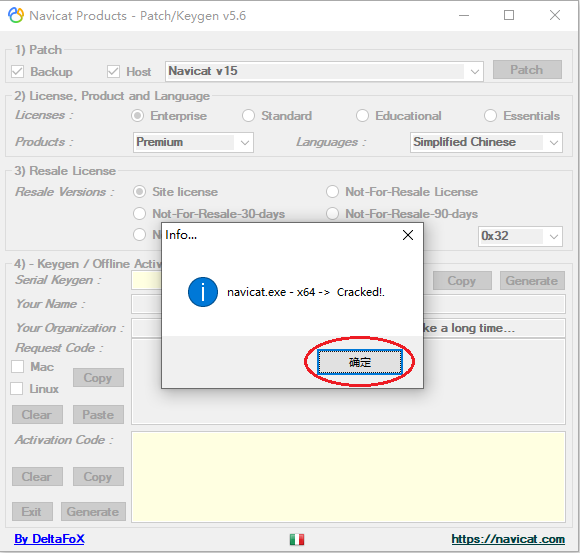 Navicat Products - Patch/Keygen v5.6
1) Patch
Backup Host Navicat v15 Patch
2) License, Product and Language
Licenses : Enterprise Standard Educational Essentials
Products : Premium Languages : Simplified Chinese
3) Resale License
Resale Versions : Site license Not-For-Resale License
Not-For-Resale-30-days Not-For-Resale-90-days
0x32
Info...
navicat.exe - x64 -> Cracked!.
确定
4) - Keygen / Offline Activ
Serial Keygen : Copy Generate
Your Name :
Your Organization : a long time...
Request Code :
Mac
Linux
Copy
Clear Paste
Activation Code :
Clear Copy
Exit Generate
By DeltaFoX https://navicat.com